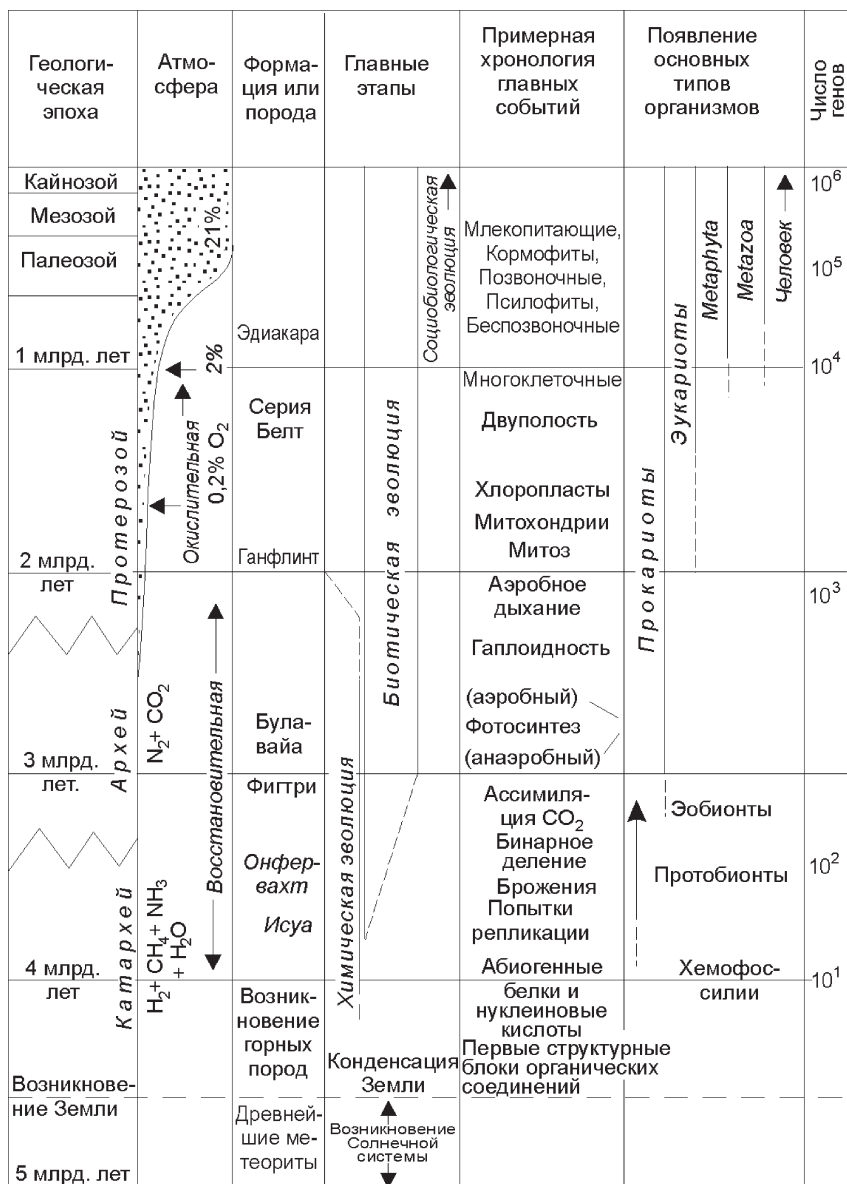 Геологи-
ческая
эпоха
Атмо-
сфера
Форма-
ция или
порода
Главные
этапы
Примерная
хронология
главных
событий
Появление
основных
типов
организмов
Число
генов
Кайнозой
Мезозой
Палеозой
1 млрд. лет
Протерозой
2 млрд.
лет
Архей
3 млрд.
лет.
Катархей
4 млрд.
лет
Возникнове-
ние Земли
5 млрд. лет
21%
2%
0,2% O₂
Окислительная
Восстановительная
N₂+ CO₂
H₂+ CH₄+ NH₃
+ H₂O
Эдиакара
Серия
Белт
Ганфлинт
Була-
вайа
Фигтри
Онфер-
вахт
Исуа
Возник-
новение
горных
пород
Древней-
шие ме-
теориты
Социобиологическая
эволюция
Биотическая эволюция
Химическая эволюция
Конденсация
Земли
Возникновение
Солнечной
системы
Млекопитающие,
Кормофиты,
Позвоночные,
Псилофиты,
Беспозвоночные
Многоклеточные
Двуполость
Хлоропласты
Митохондрии
Митоз
Аэробное
дыхание
Гаплоидность
(аэробный)
Фотосинтез
(анаэробный)
Ассимиля-
ция CO₂
Бинарное
деление
Брожения
Попытки
репликации
Абиогенные
белки и
нуклеиновые
кислоты
Первые структурные
блоки органических
соединений
Прокариоты
Эукариоты
Metaphyta
Metazoa
Человек
Эобионты
Протобионты
Хемофос-
силии
10⁶
10⁵
10⁴
10³
10²
10¹